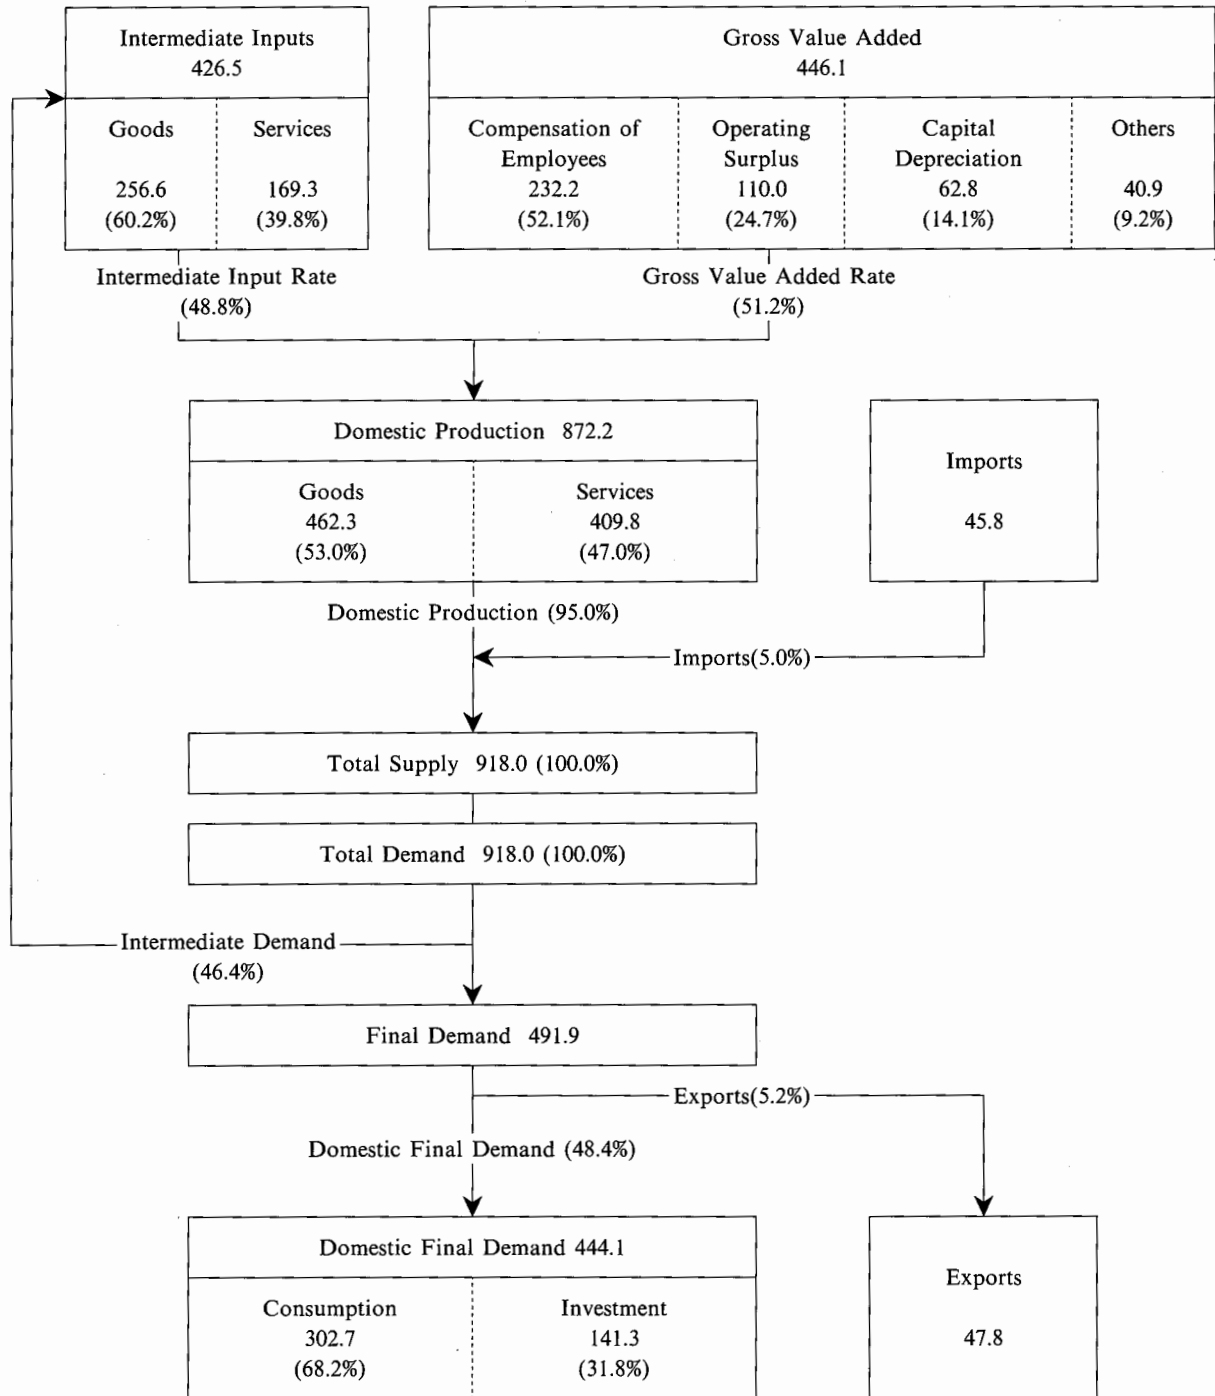 Intermediate Inputs
426.5
Goods
256.6
(60.2%)
Services
169.3
(39.8%)
Gross Value Added
446.1
Compensation of
Employees
232.2
(52.1%)
Operating
Surplus
110.0
(24.7%)
Capital
Depreciation
62.8
(14.1%)
Others
40.9
(9.2%)
Intermediate Input Rate
(48.8%)
Gross Value Added Rate
(51.2%)
Domestic Production 872.2
Goods
462.3
(53.0%)
Services
409.8
(47.0%)
Imports
45.8
Domestic Production (95.0%)
Imports(5.0%)
Total Supply 918.0 (100.0%)
Total Demand 918.0 (100.0%)
Intermediate Demand
(46.4%)
Final Demand 491.9
Exports(5.2%)
Domestic Final Demand (48.4%)
Domestic Final Demand 444.1
Consumption
302.7
(68.2%)
Investment
141.3
(31.8%)
Exports
47.8